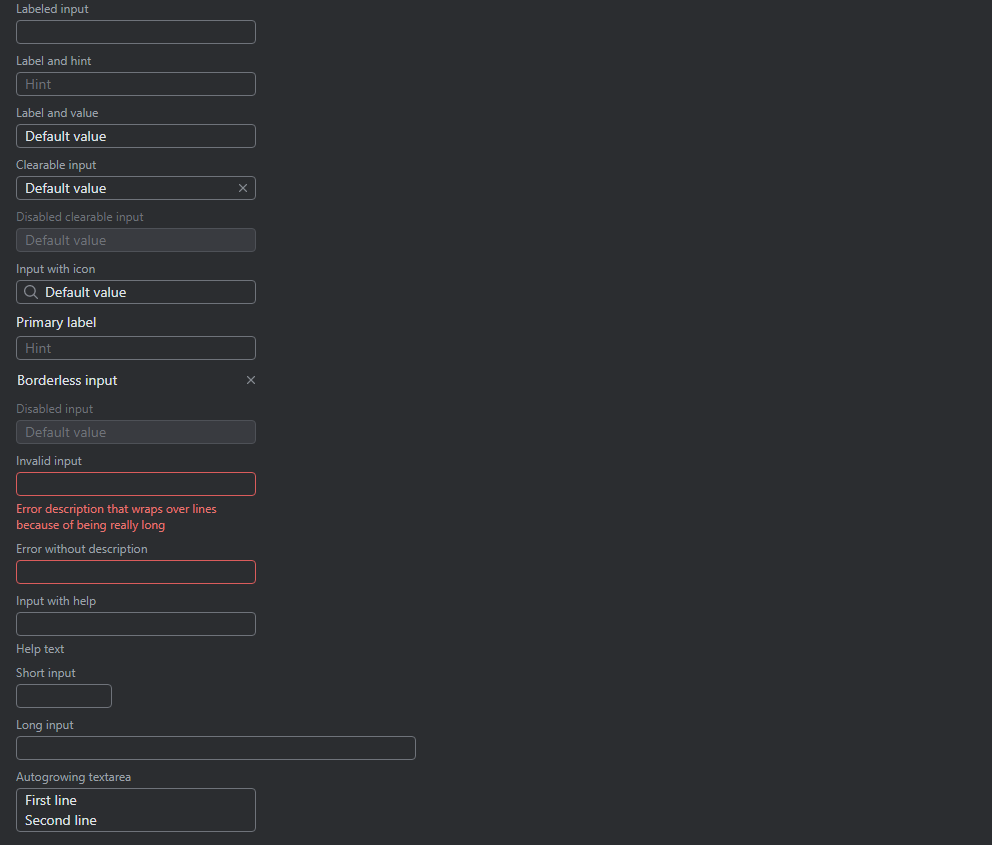 Labeled input
Label and hint
Hint
Label and value
Default value
Clearable input
Default value
Disabled clearable input
Default value
Input with icon
Default value
Primary label
Hint
Borderless input
Disabled input
Default value
Invalid input
Error description that wraps over lines
because of being really long
Error without description
Input with help
Help text
Short input
Long input
Autogrowing textarea
First line
Second line